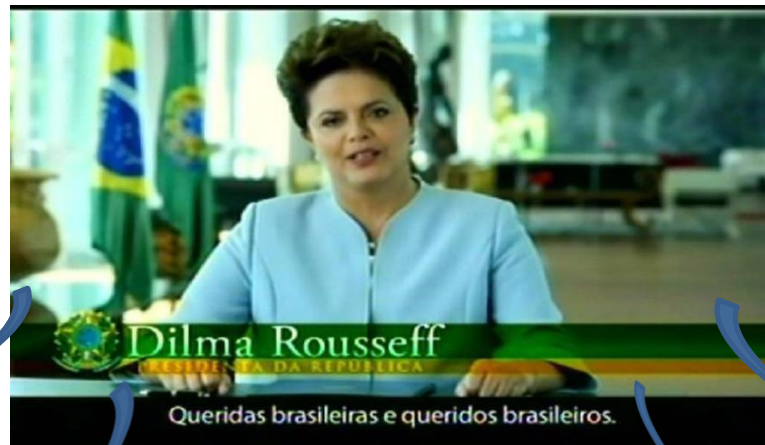 Dilma Rousseff
PRESIDENTA DA REPÚBLICA
Queridas brasileiras e queridos brasileiros.